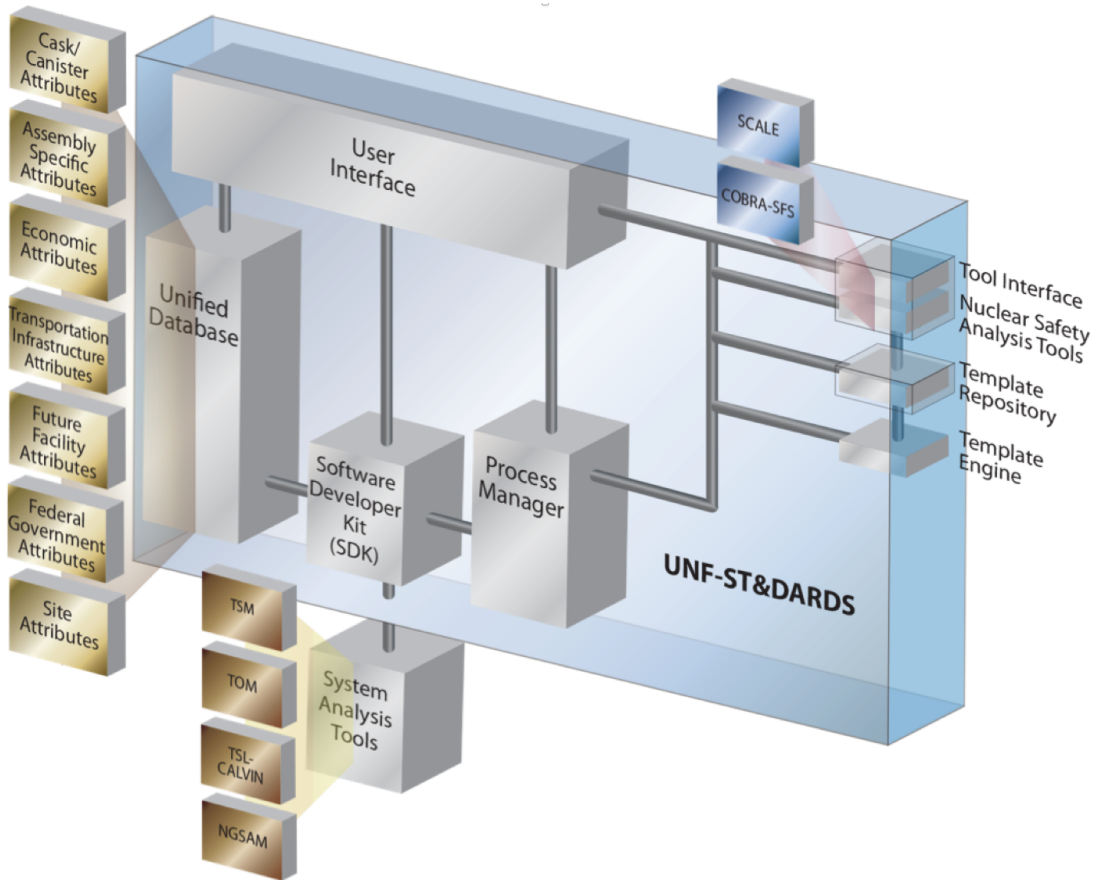 Cask/
Canister
Attributes
Assembly
Specific
Attributes
Economic
Attributes
Transportation
Infrastructure
Attributes
Future
Facility
Attributes
Federal
Government
Attributes
Site
Attributes
User
Interface
Unified
Database
Software
Developer
Kit
(SDK)
Process
Manager
SCALE
COBRA-SFS
Tool Interface
Nuclear Safety
Analysis Tools
Template
Repository
Template
Engine
UNF-ST&DARDS
TSM
TOM
TSL-
CALVIN
NGSAM
System
Analysis
Tools